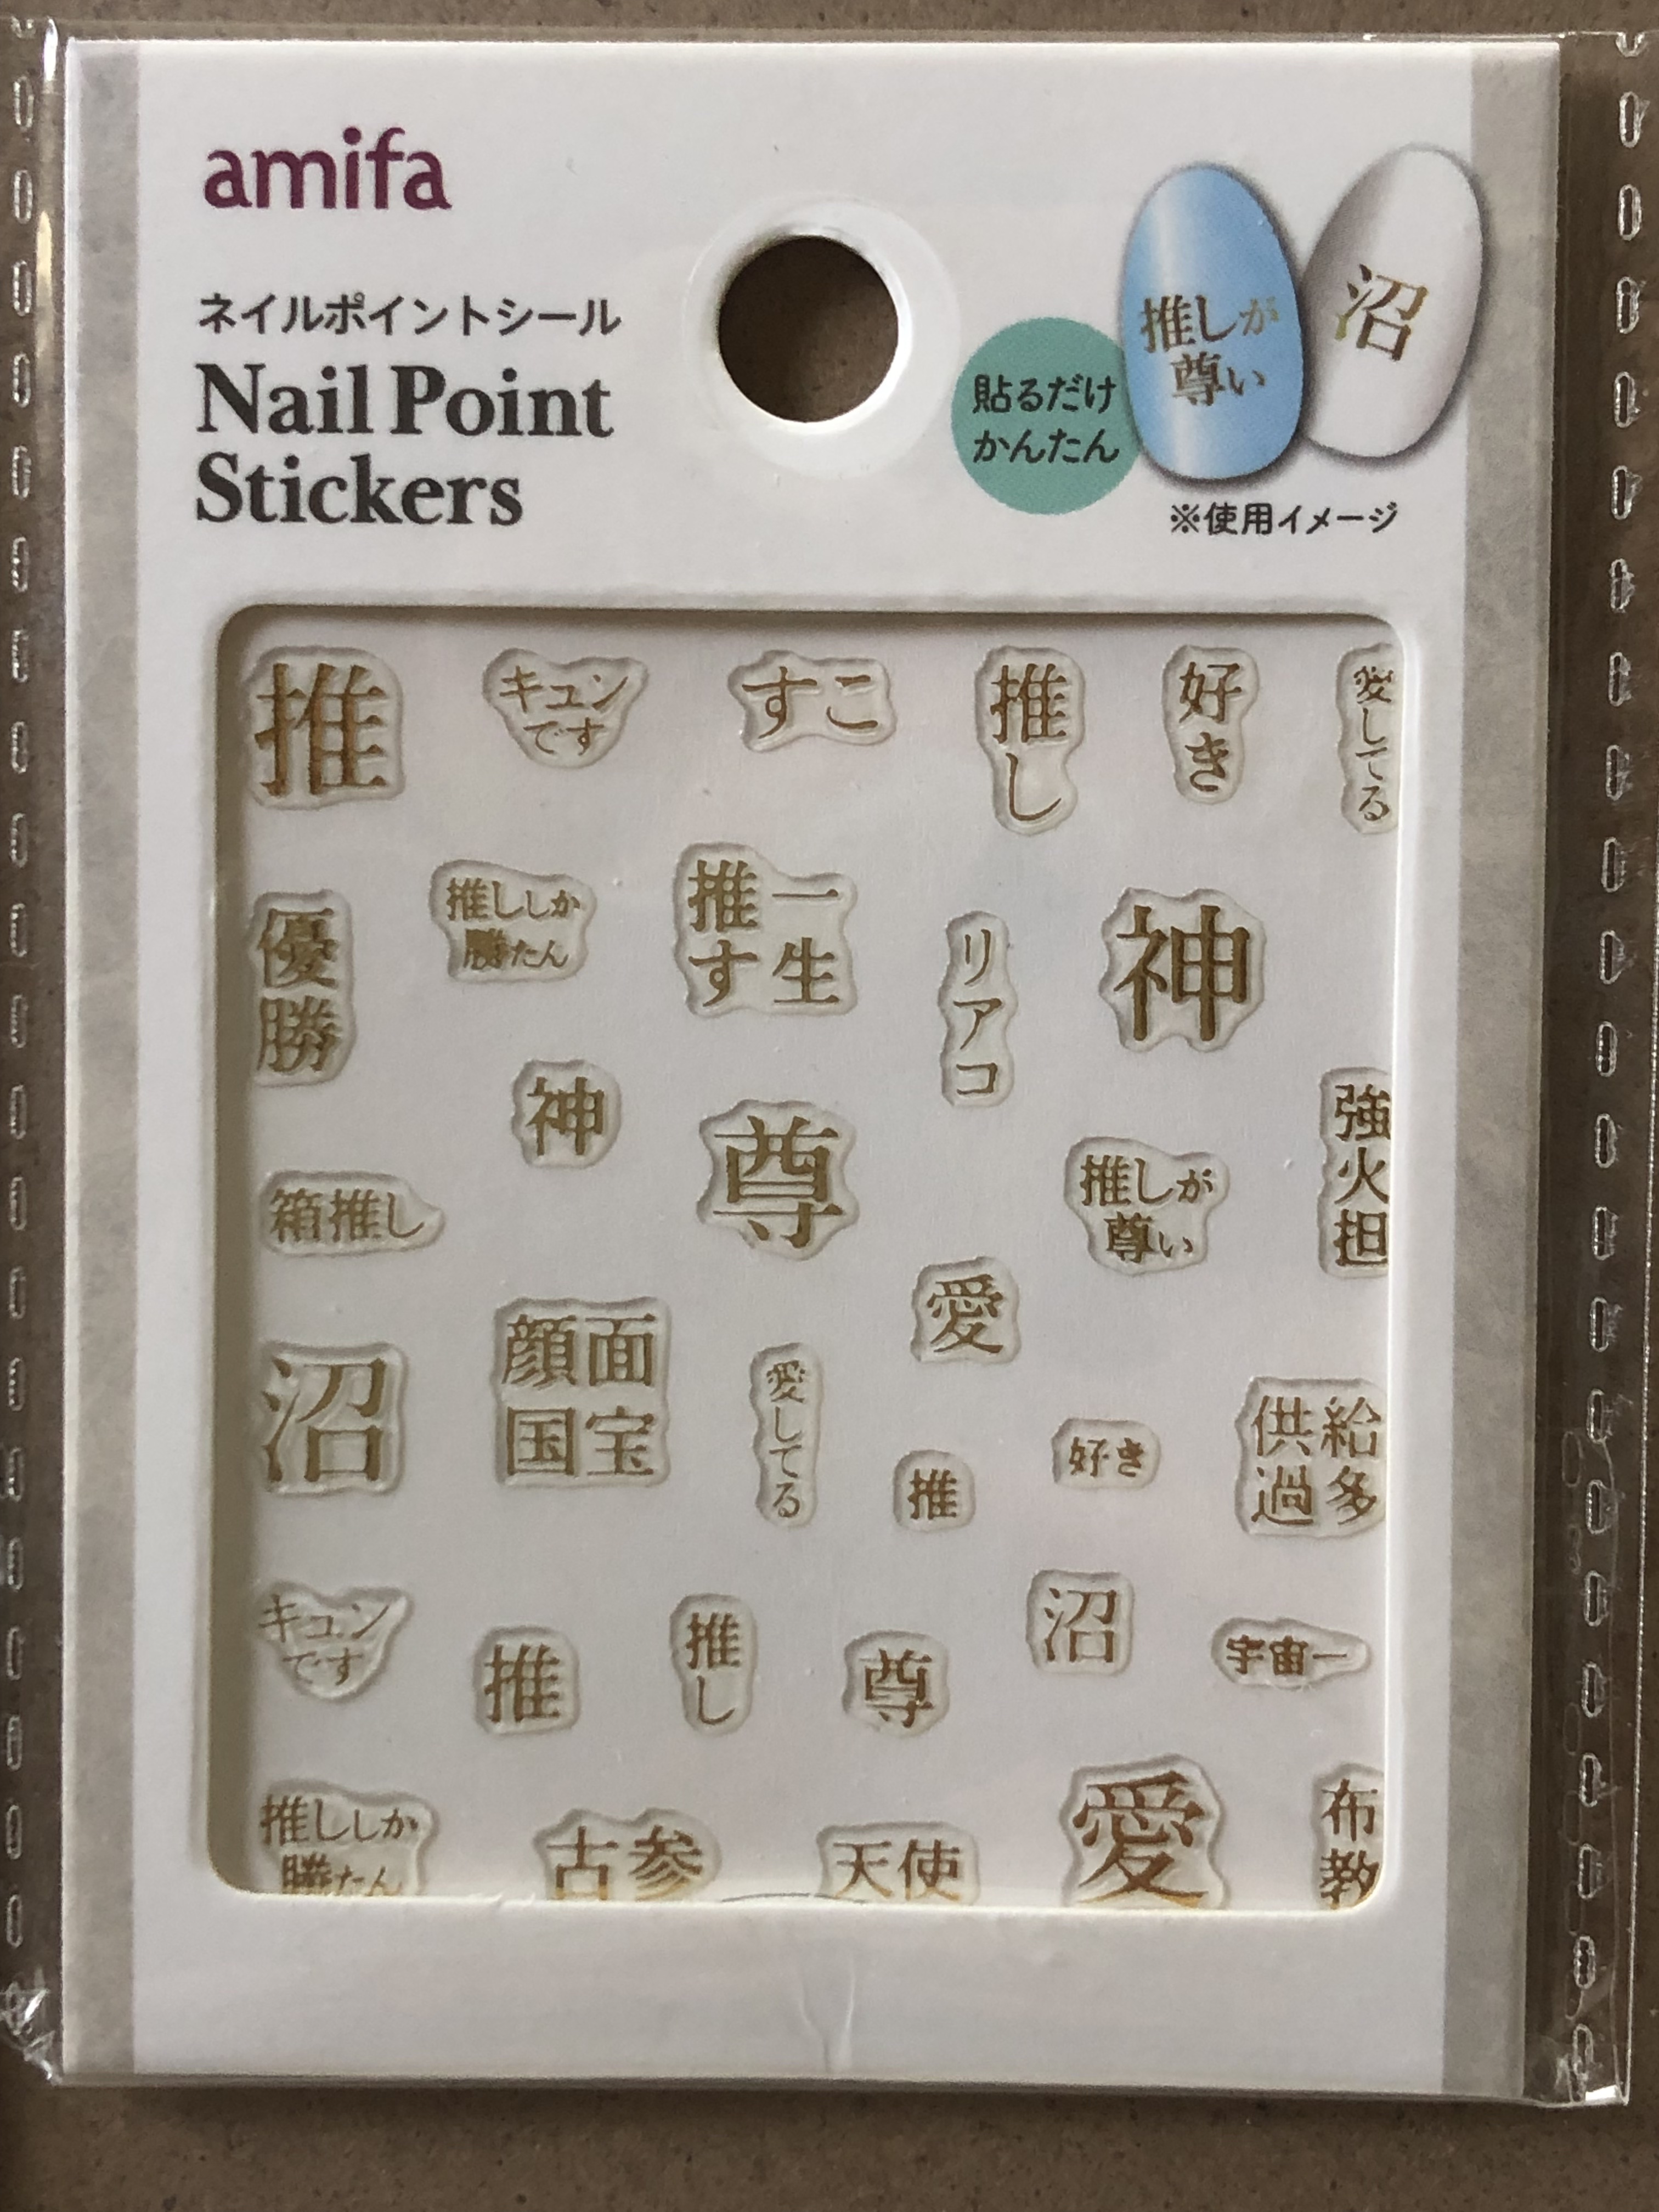 amifa
ネイルポイントシール
Nail Point
Stickers
貼るだけ
かんたん
推しが
尊い
沼
※使用イメージ
推
キュン
です
すこ
推し
好き
愛してる
優勝
推ししか
勝たん
一生
推す
リアコ
神
神
尊
強火担
箱推し
推しが
尊い
愛
沼
顔面
国宝
愛してる
推
好き
供給
過多
キュン
です
推
推し
尊
沼
宇宙一
推ししか
勝たん
古参
天使
愛
布教